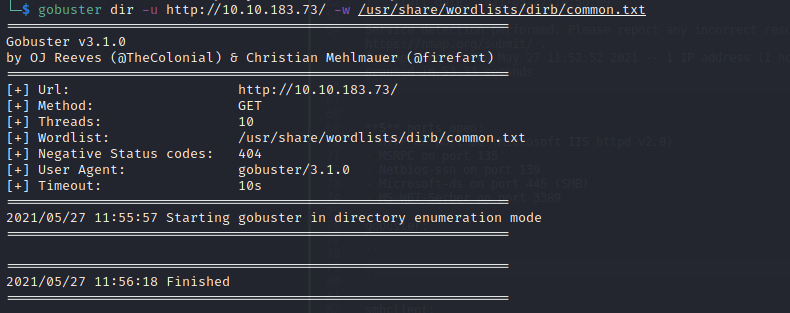 └─$ gobuster dir -u http://10.10.183.73/ -w /usr/share/wordlists/dirb/common.txt
===============================================================
Gobuster v3.1.0
by OJ Reeves (@TheColonial) & Christian Mehlmauer (@firefart)
===============================================================
[+] Url: http://10.10.183.73/
[+] Method: GET
[+] Threads: 10
[+] Wordlist: /usr/share/wordlists/dirb/common.txt
[+] Negative Status codes: 404
[+] User Agent: gobuster/3.1.0
[+] Timeout: 10s
===============================================================
2021/05/27 11:55:57 Starting gobuster in directory enumeration mode
===============================================================
===============================================================
2021/05/27 11:56:18 Finished
===============================================================